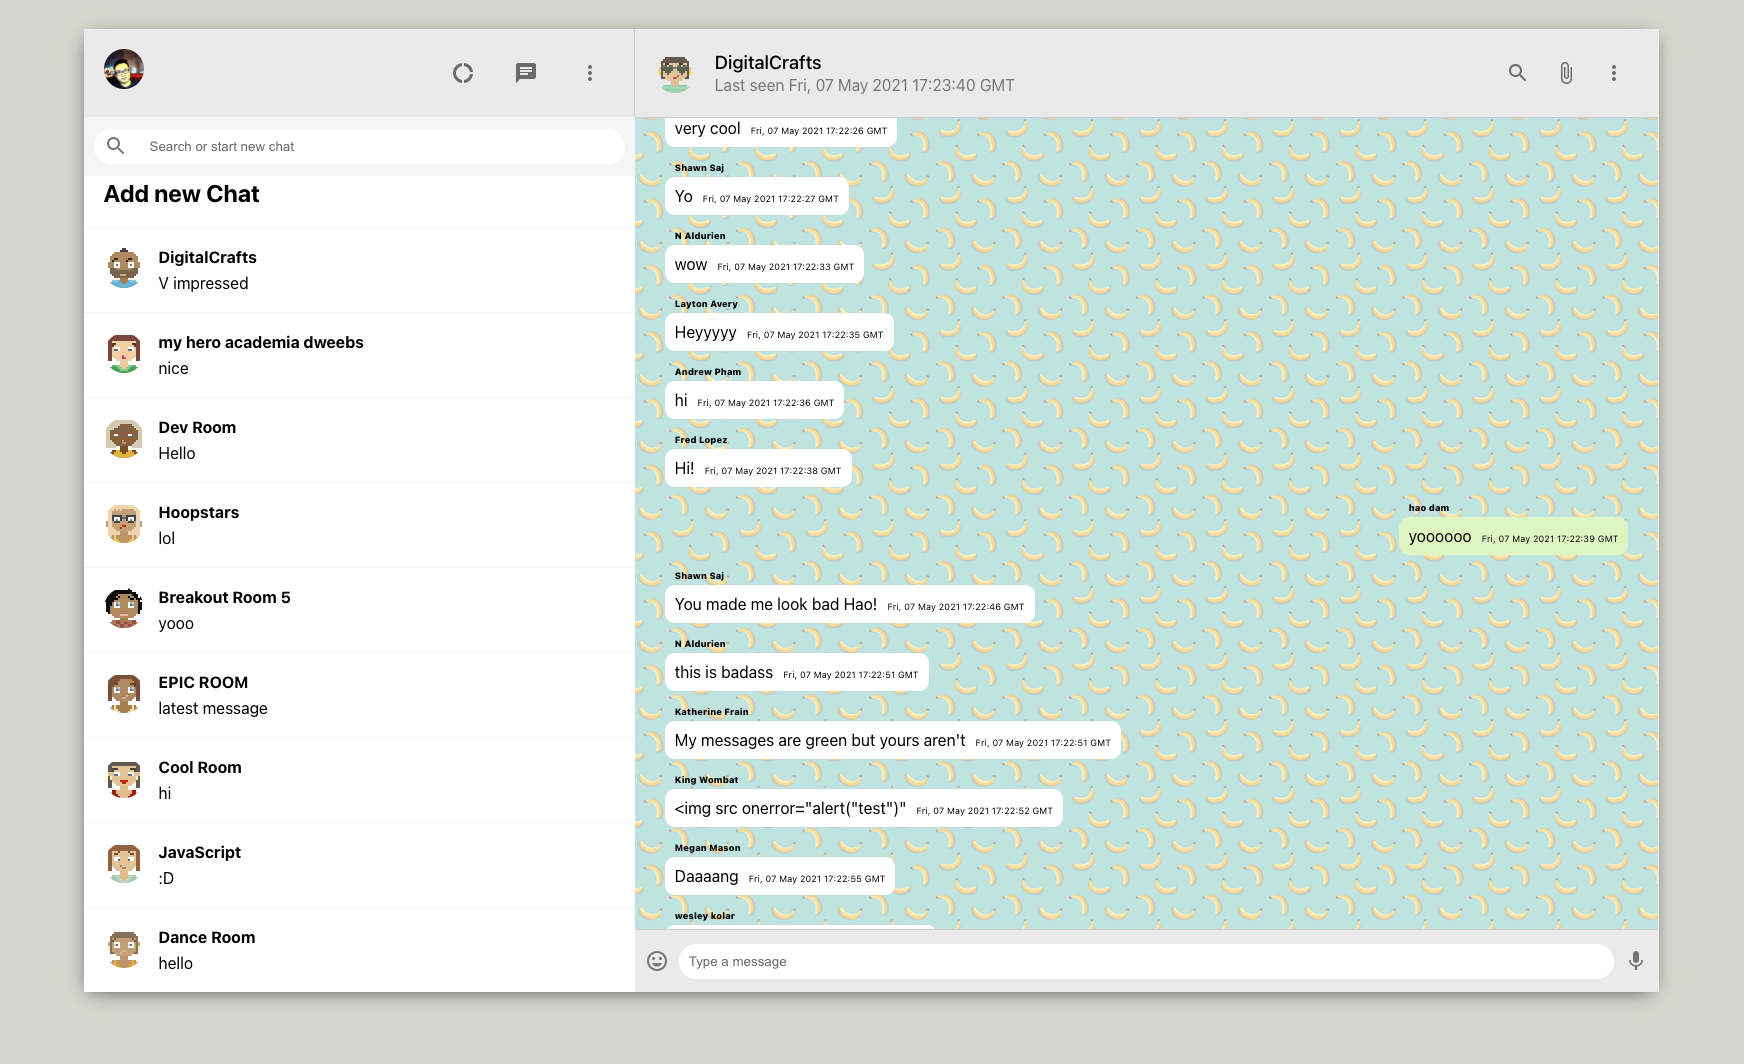 Search or start new chat
Add new Chat
DigitalCrafts
V impressed
my hero academia dweebs
nice
Dev Room
Hello
Hoopstars
lol
Breakout Room 5
yooo
EPIC ROOM
latest message
Cool Room
hi
JavaScript
:D
Dance Room
hello
DigitalCrafts
Last seen Fri, 07 May 2021 17:23:40 GMT
very cool Fri, 07 May 2021 17:22:26 GMT
Shawn Saj
Yo Fri, 07 May 2021 17:22:27 GMT
N Aldurien
wow Fri, 07 May 2021 17:22:33 GMT
Layton Avery
Heyyyyy Fri, 07 May 2021 17:22:35 GMT
Andrew Pham
hi Fri, 07 May 2021 17:22:36 GMT
Fred Lopez
Hi! Fri, 07 May 2021 17:22:38 GMT
hao dam
yoooooo Fri, 07 May 2021 17:22:39 GMT
Shawn Saj
You made me look bad Hao! Fri, 07 May 2021 17:22:46 GMT
N Aldurien
this is badass Fri, 07 May 2021 17:22:51 GMT
Katherine Frain
My messages are green but yours aren't Fri, 07 May 2021 17:22:51 GMT
King Wombat
<img src onerror="alert("test")" Fri, 07 May 2021 17:22:52 GMT
Megan Mason
Daaaang Fri, 07 May 2021 17:22:55 GMT
wesley kolar
Type a message